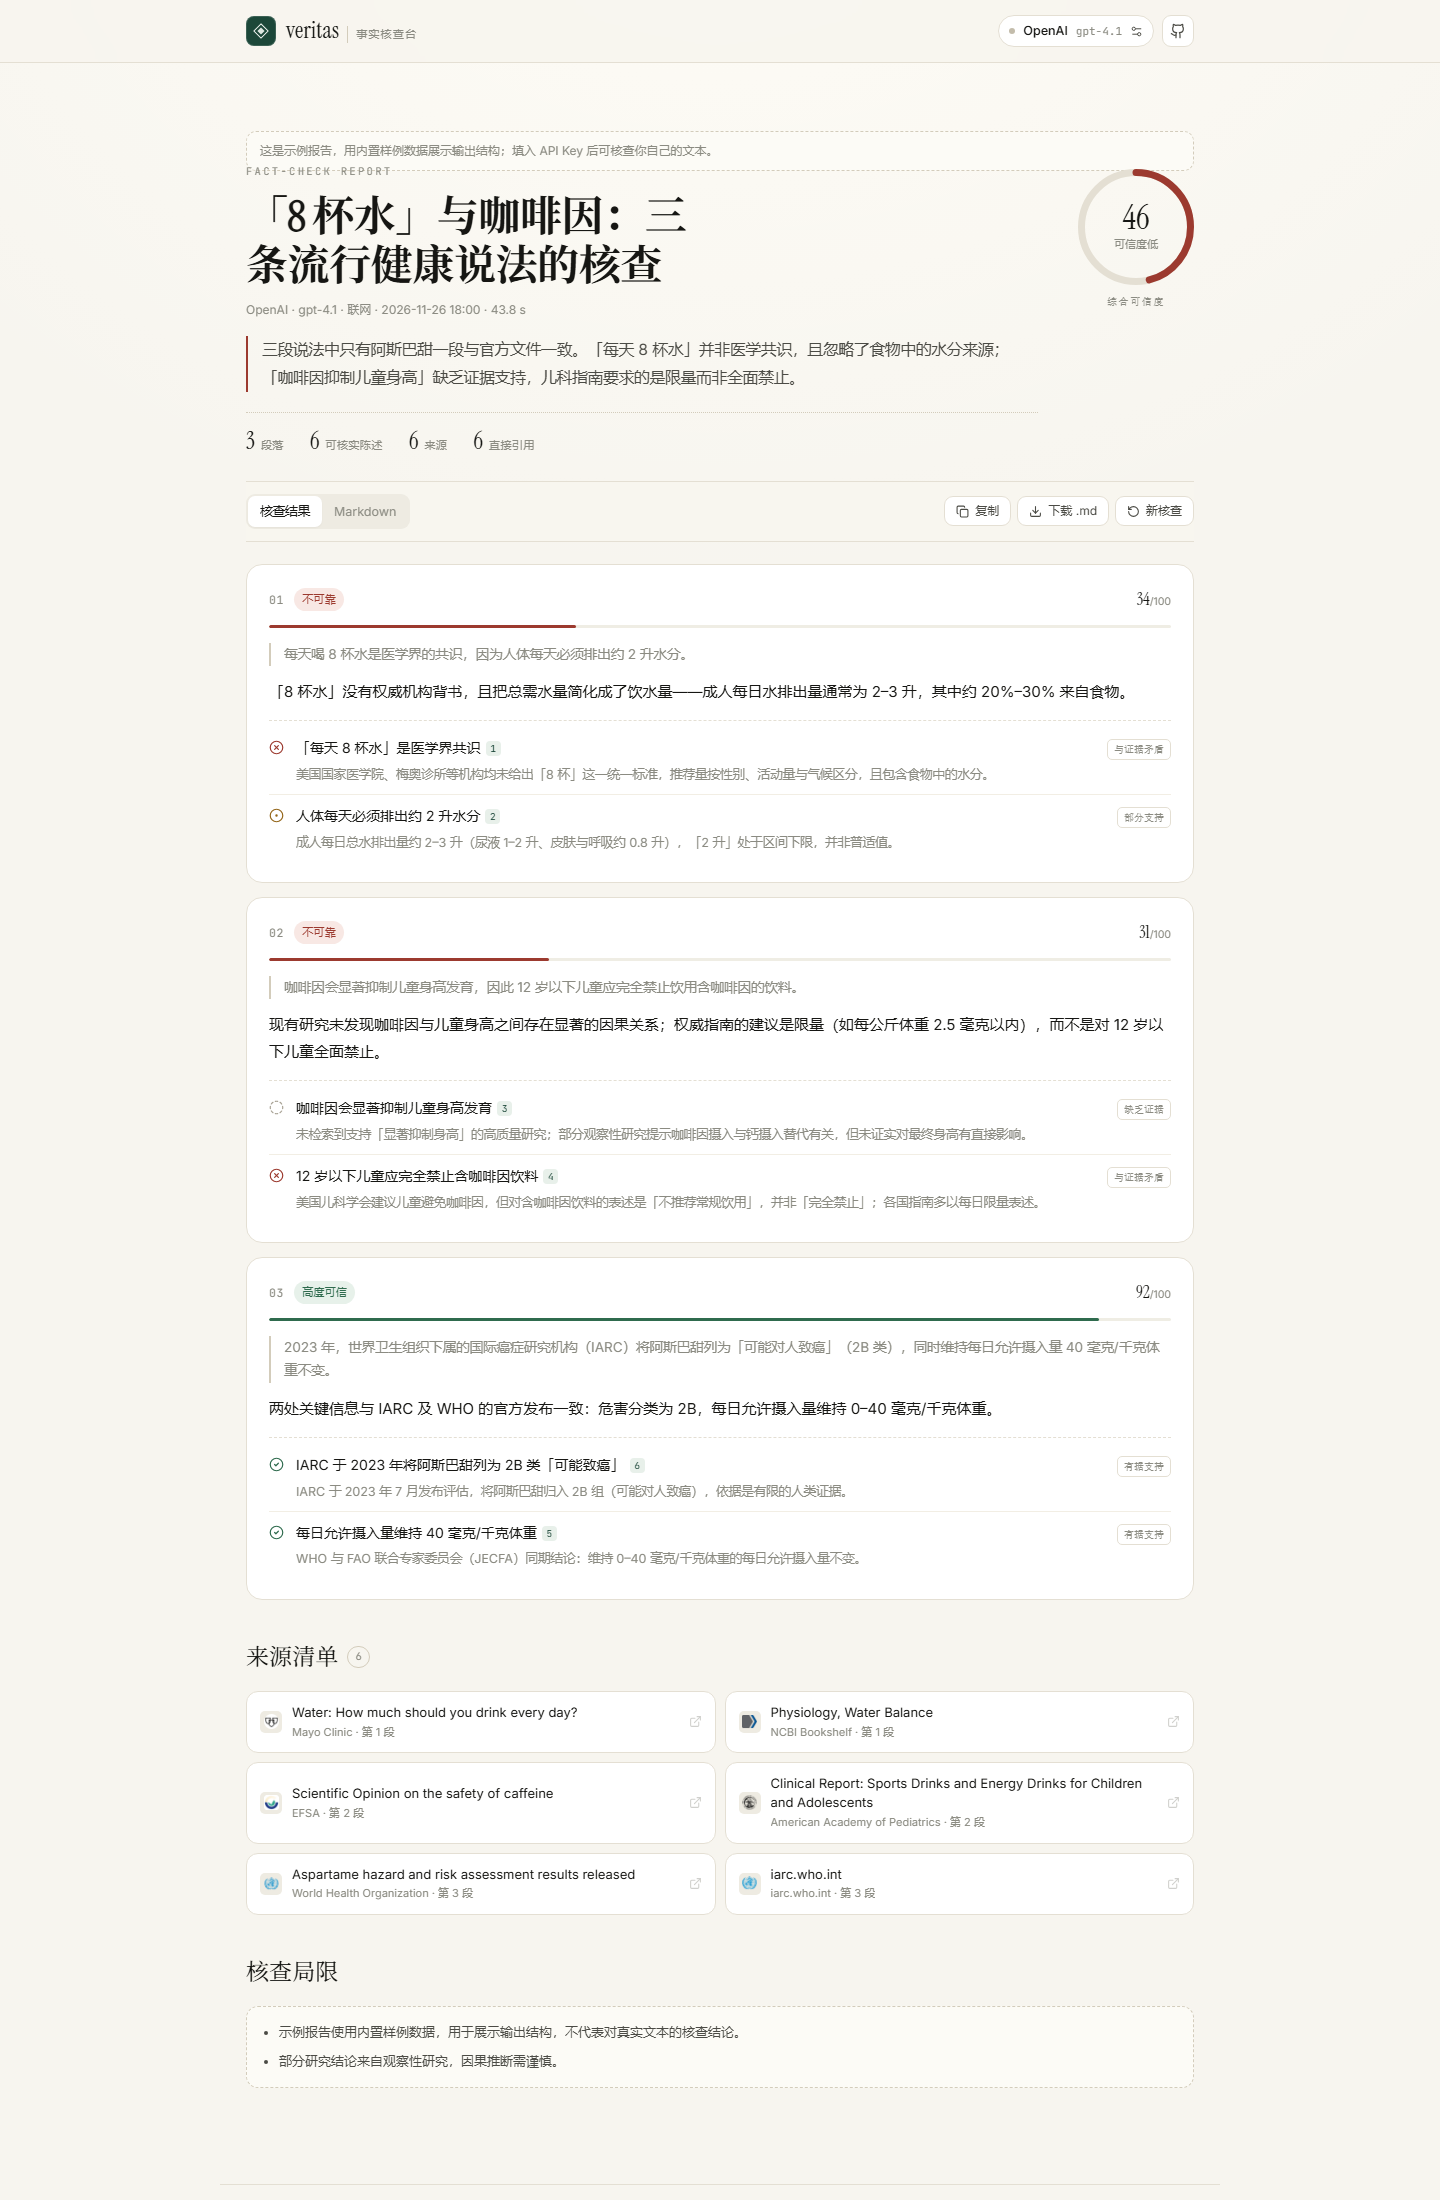 veritas 事实核查台
OpenAI gpt-4.1
这是示例报告，用内置样例数据展示输出结构；填入 API Key 后可核查你自己的文本。
FACT-CHECK REPORT
「8杯水」与咖啡因：三
条流行健康说法的核查
46
可信度低
综合可信度
OpenAI · gpt-4.1 · 联网 · 2026-11-26 18:00 · 43.8 s
三段说法中只有阿斯巴甜一段与官方文件一致。「每天 8 杯水」并非医学共识，且忽略了食物中的水分来源；
「咖啡因抑制儿童身高」缺乏证据支持，儿科指南要求的是限量而非全面禁止。
3 段落 6 可核实陈述 6 来源 6 直接引用
核查结果 Markdown 复制 下载 .md 新核查
01 不可靠 34/100
每天喝 8 杯水是医学界的共识，因为人体每天必须排出约 2 升水分。
「8 杯水」没有权威机构背书，且把总需水量简化成了饮水量——成人每日水排出量通常为 2–3 升，其中约 20%–30% 来自食物。
「每天 8 杯水」是医学界共识 1 与证据矛盾
美国国家医学院、梅奥诊所等机构均未给出「8 杯」这一统一标准，推荐量按性别、活动量与气候区分，且包含食物中的水分。
人体每天必须排出约 2 升水分 2 部分支持
成人每日总水排出量约 2–3 升（尿液 1–2 升、皮肤与呼吸约 0.8 升），「2 升」处于区间下限，并非普适值。
02 不可靠 31/100
咖啡因会显著抑制儿童身高发育，因此 12 岁以下儿童应完全禁止饮用含咖啡因的饮料。
现有研究未发现咖啡因与儿童身高之间存在显著的因果关系；权威指南的建议是限量（如每公斤体重 2.5 毫克以内），而不是对 12 岁以
下儿童全面禁止。
咖啡因会显著抑制儿童身高发育 3 缺乏证据
未检索到支持「显著抑制身高」的高质量研究；部分观察性研究提示咖啡因摄入与钙摄入替代有关，但未证实对最终身高有直接影响。
12 岁以下儿童应完全禁止含咖啡因饮料 4 与证据矛盾
美国儿科学会建议儿童避免咖啡因，但对含咖啡因饮料的表述是「不推荐常规饮用」，并非「完全禁止」；各国指南多以每日限量表述。
03 高度可信 92/100
2023 年，世界卫生组织下属的国际癌症研究机构（IARC）将阿斯巴甜列为「可能对人致癌」（2B 类），同时维持每日允许摄入量 40 毫克/千克体
重不变。
两处关键信息与 IARC 及 WHO 的官方发布一致：危害分类为 2B，每日允许摄入量维持 0–40 毫克/千克体重。
IARC 于 2023 年将阿斯巴甜列为 2B 类「可能致癌」 6 有据支持
IARC 于 2023 年 7 月发布评估，将阿斯巴甜归入 2B 组（可能对人致癌），依据是有限的人类证据。
每日允许摄入量维持 40 毫克/千克体重 5 有据支持
WHO 与 FAO 联合专家委员会（JECFA）同期结论：维持 0–40 毫克/千克体重的每日允许摄入量不变。
来源清单 6
Water: How much should you drink every day?
Mayo Clinic · 第 1 段
Physiology, Water Balance
NCBI Bookshelf · 第 1 段
Scientific Opinion on the safety of caffeine
EFSA · 第 2 段
Clinical Report: Sports Drinks and Energy Drinks for Children
and Adolescents
American Academy of Pediatrics · 第 2 段
Aspartame hazard and risk assessment results released
World Health Organization · 第 3 段
iarc.who.int
iarc.who.int · 第 3 段
核查局限
• 示例报告使用内置样例数据，用于展示输出结构，不代表对真实文本的核查结论。
• 部分研究结论来自观察性研究，因果推断需谨慎。